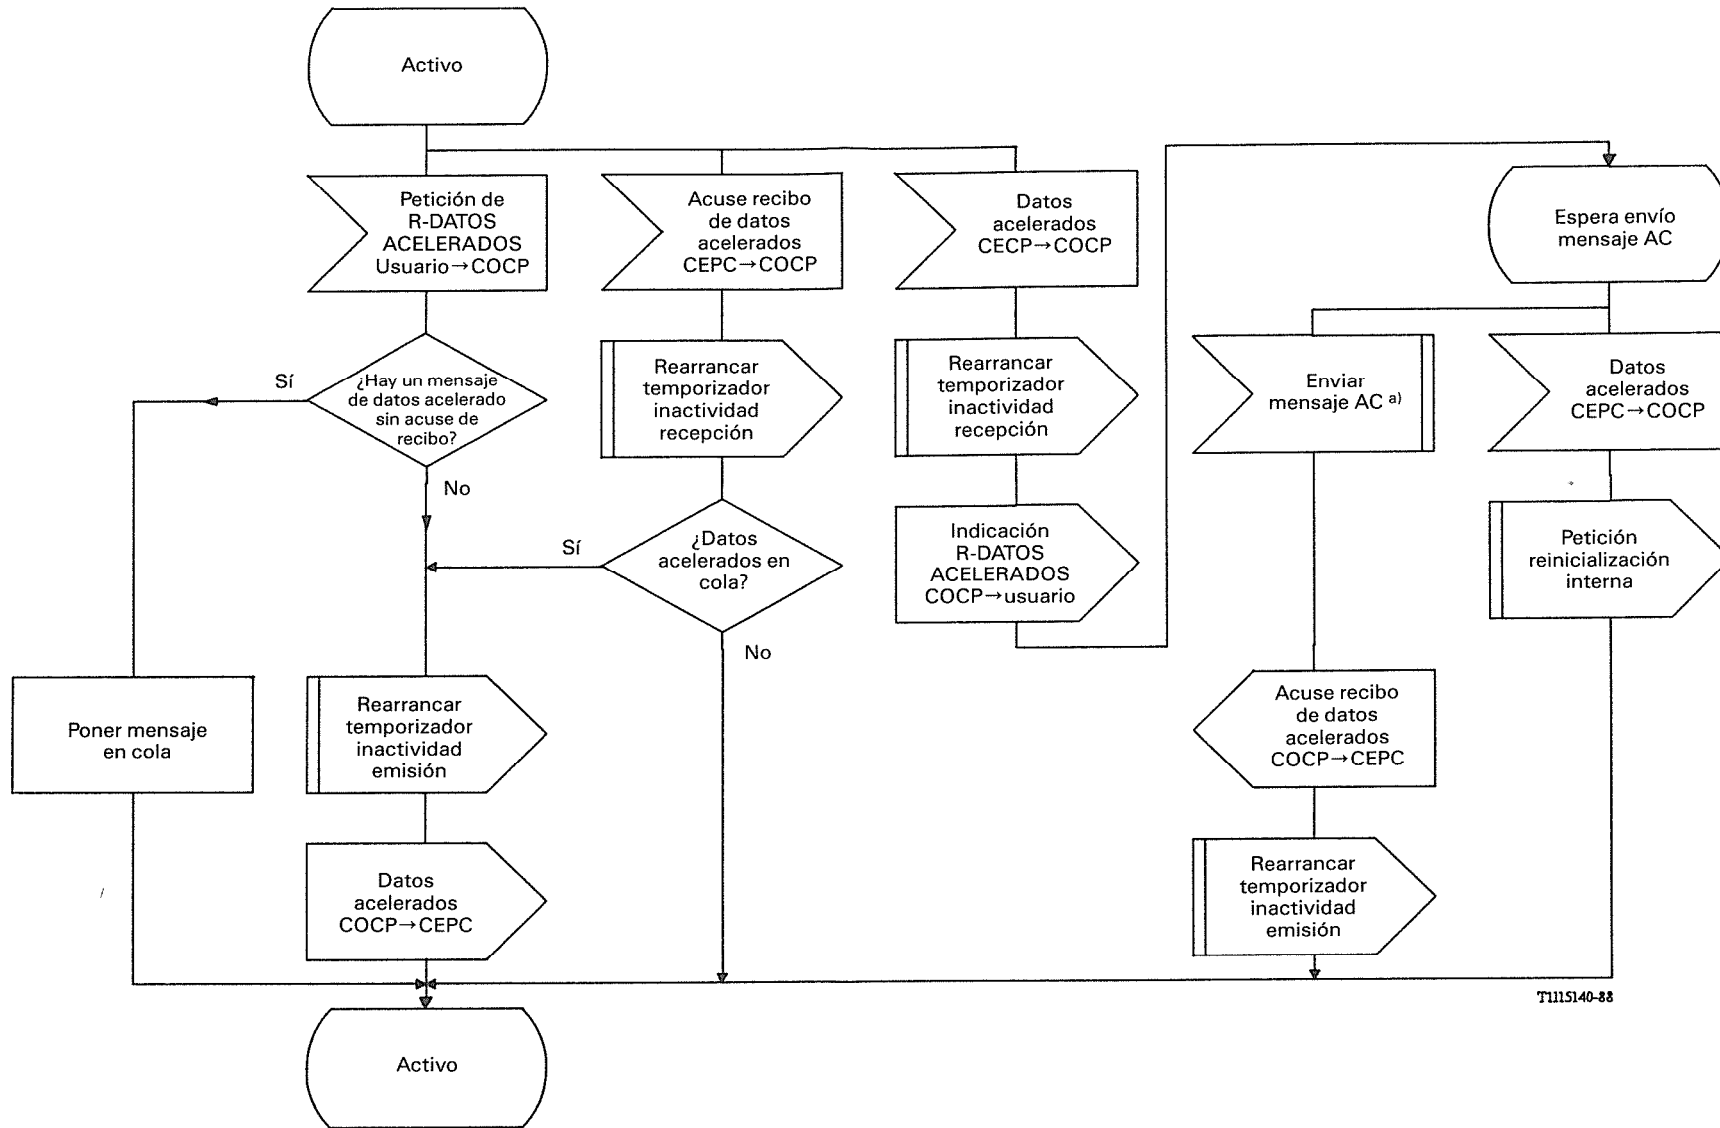 Activo
Petición de
R-DATOS
ACELERADOS
Usuario→COCP
Acuse recibo
de datos
acelerados
CEPC→COCP
Datos
acelerados
CECP→COCP
Espera envío
mensaje AC
Sí
¿Hay un mensaje
de datos acelerado
sin acuse de
recibo?
No
Rearrancar
temporizador
inactividad
recepción
Rearrancar
temporizador
inactividad
recepción
Enviar
mensaje AC a)
Datos
acelerados
CEPC→COCP
Sí
¿Datos
acelerados en
cola?
No
Indicación
R-DATOS
ACELERADOS
COCP→usuario
Petición
reinicialización
interna
Poner mensaje
en cola
Rearrancar
temporizador
inactividad
emisión
Acuse recibo
de datos
acelerados
COCP→CEPC
Datos
acelerados
COCP→CEPC
Rearrancar
temporizador
inactividad
emisión
T1115140-88
Activo